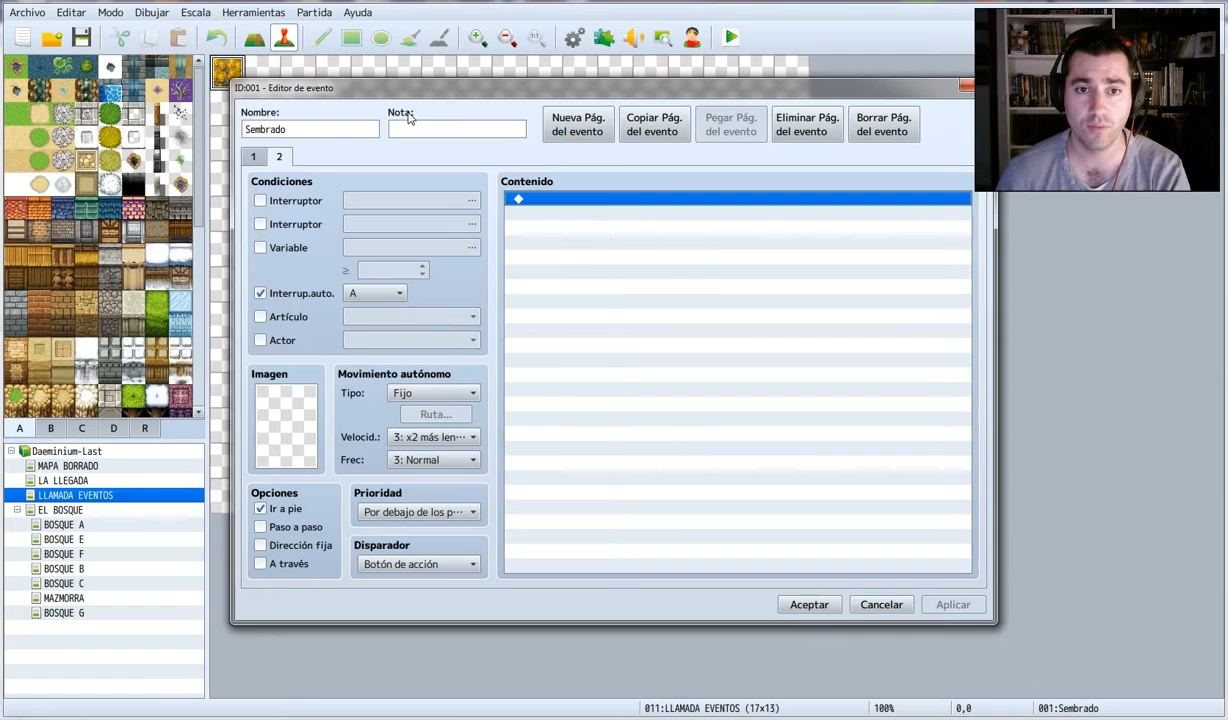 Archivo Editar Modo Dibujar Escala Herramientas Partida Ayuda
ID:001 - Editor de evento
Nombre: Nota:
Sembrado
Nueva Pág. del evento
Copiar Pág. del evento
Pegar Pág. del evento
Eliminar Pág. del evento
Borrar Pág. del evento
1 2
Condiciones
Interruptor ...
Interruptor ...
Variable ...
≥
Interrup.auto. A
Artículo
Actor
Imagen
Movimiento autónomo
Tipo: Fijo
Ruta...
Velocid.: 3: x2 más len···
Frec: 3: Normal
Opciones
Ir a pie
Paso a paso
Dirección fija
A través
Prioridad
Por debajo de los p···
Disparador
Botón de acción
Contenido
Aceptar Cancelar Aplicar
A B C D R
Daeminium-Last
MAPA BORRADO
LA LLEGADA
LLAMADA EVENTOS
EL BOSQUE
BOSQUE A
BOSQUE E
BOSQUE F
BOSQUE B
BOSQUE C
MAZMORRA
BOSQUE G
011:LLAMADA EVENTOS (17×13) 100% 0,0 001:Sembrado